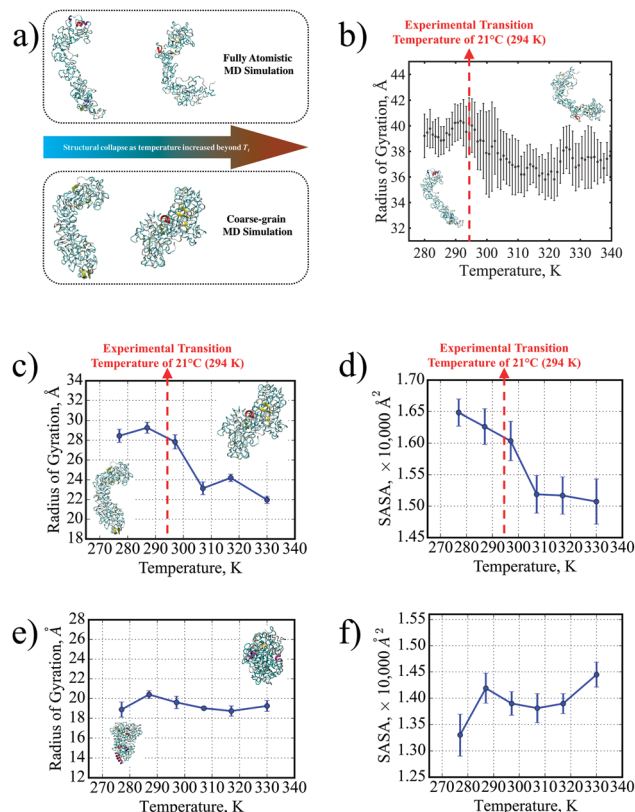 a)
Fully Atomistic
MD Simulation
Structural collapse as temperature increased beyond Tt
Coarse-grain
MD Simulation
Experimental Transition
Temperature of 21°C (294 K)
b)
Radius of Gyration, Å
44
42
40
38
36
34
32
280 290 300 310 320 330 340
Temperature, K
Experimental Transition
Temperature of 21°C (294 K)
c)
Radius of Gyration, Å
34
32
30
28
26
24
22
20
18
270 280 290 300 310 320 330 340
Temperature, K
Experimental Transition
Temperature of 21°C (294 K)
d)
SASA, × 10,000 Å²
1.70
1.65
1.60
1.55
1.50
1.45
270 280 290 300 310 320 330 340
Temperature, K
e)
Radius of Gyration, Å
28
26
24
22
20
18
16
14
12
270 280 290 300 310 320 330 340
Temperature, K
f)
SASA, × 10,000 Å²
1.55
1.50
1.45
1.40
1.35
1.30
1.25
270 280 290 300 310 320 330 340
Temperature, K